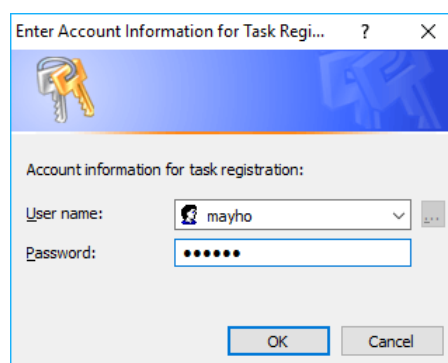 Enter Account Information for Task Regi... ?
Account information for task registration:
User name: mayho ...
Password: ••••••
OK Cancel